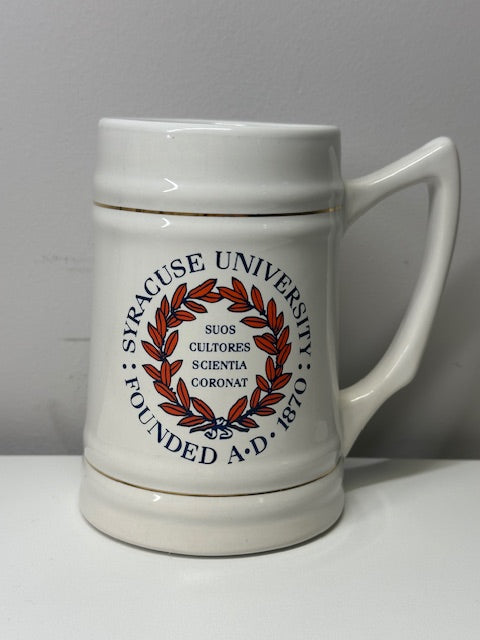 : SYRACUSE UNIVERSITY :
SUOS
CULTORES
SCIENTIA
CORONAT
FOUNDED A•D• 1870